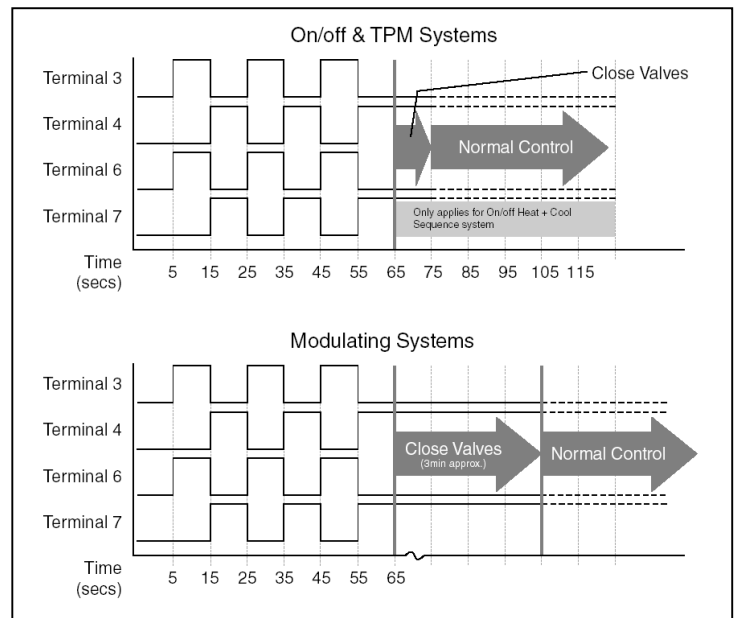 On/off & TPM Systems
Close Valves
Terminal 3
Terminal 4
Normal Control
Terminal 6
Terminal 7
Only applies for On/off Heat + Cool
Sequence system
Time
(secs)
5 15 25 35 45 55 65 75 85 95 105 115
Modulating Systems
Terminal 3
Terminal 4
Close Valves
(3min approx.)
Normal Control
Terminal 6
Terminal 7
Time
(secs)
5 15 25 35 45 55 65